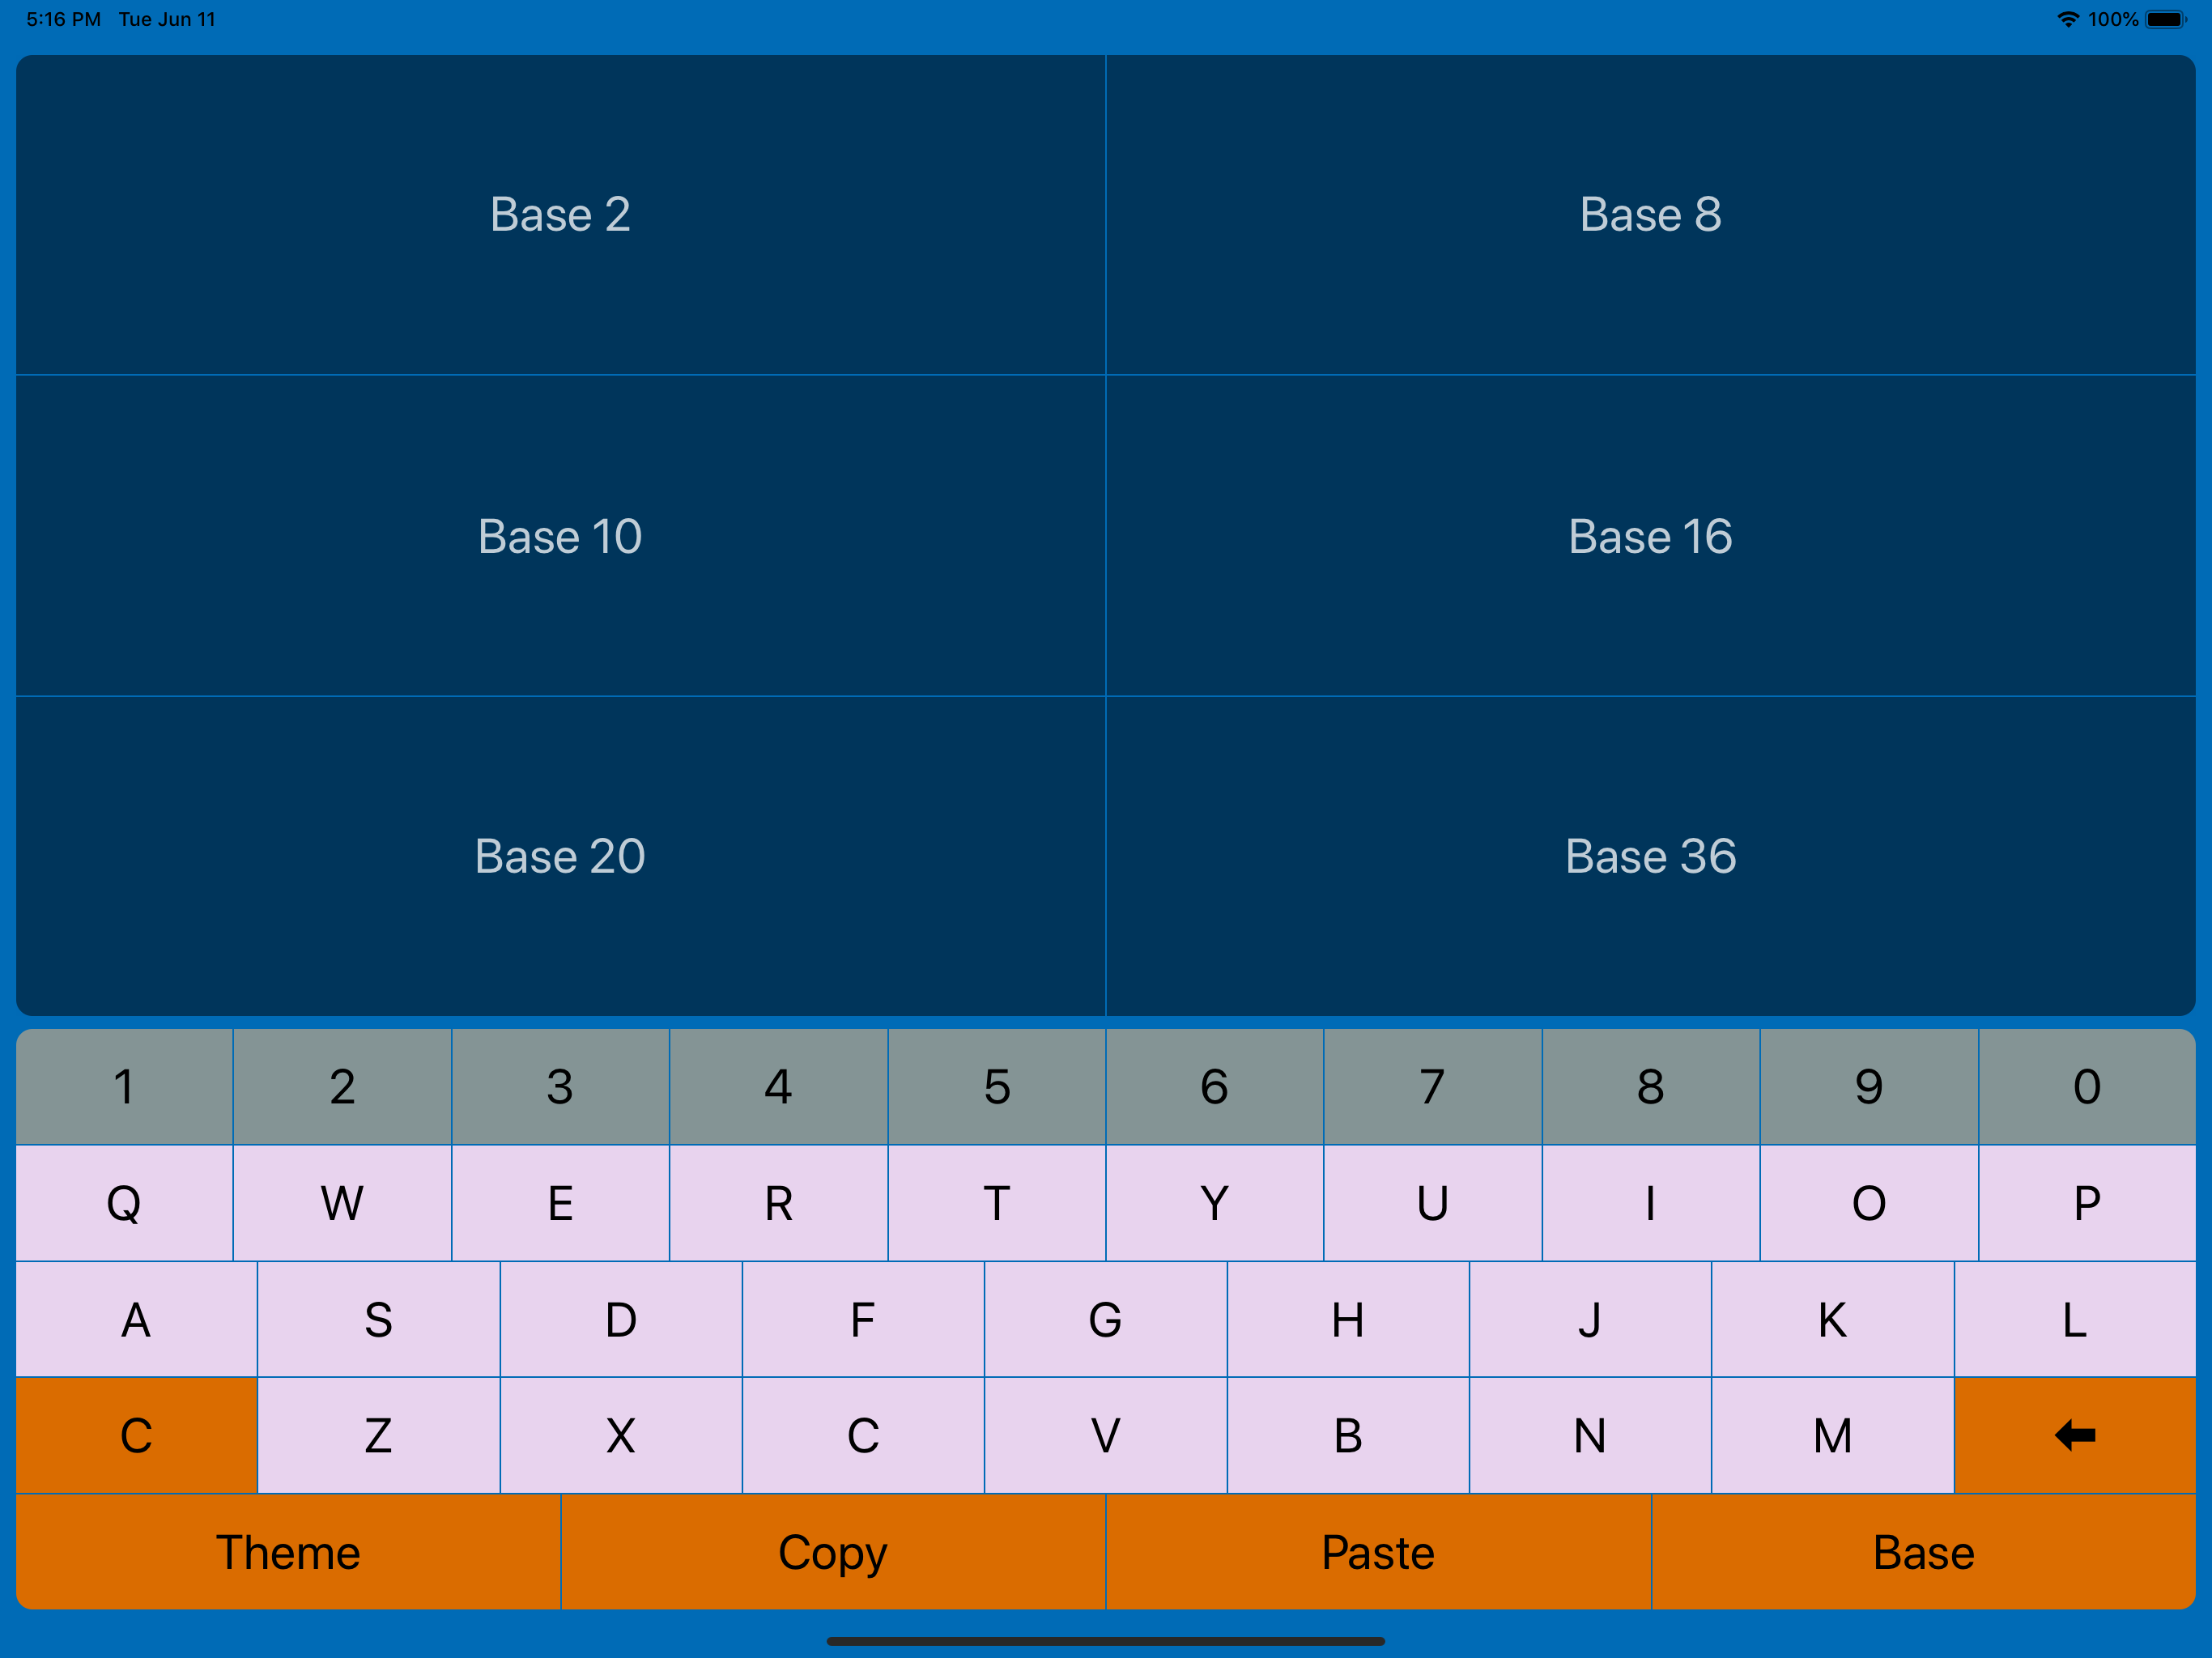 5:16 PM Tue Jun 11 100%
Base 2 Base 8
Base 10 Base 16
Base 20 Base 36
1 2 3 4 5 6 7 8 9 0
Q W E R T Y U I O P
A S D F G H J K L
C Z X C V B N M
Theme Copy Paste Base